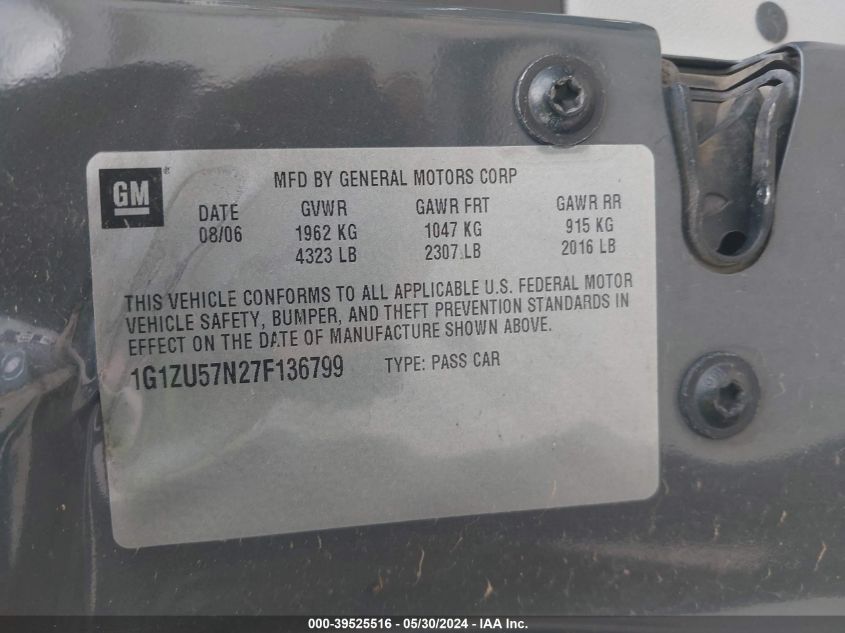 GM®
MFD BY GENERAL MOTORS CORP
DATE GVWR GAWR FRT GAWR RR
08/06 1962 KG 1047 KG 915 KG
4323 LB 2307 LB 2016 LB
THIS VEHICLE CONFORMS TO ALL APPLICABLE U.S. FEDERAL MOTOR
VEHICLE SAFETY, BUMPER, AND THEFT PREVENTION STANDARDS IN
EFFECT ON THE DATE OF MANUFACTURE SHOWN ABOVE.
1G1ZU57N27F136799 TYPE: PASS CAR
000-39525516 - 05/30/2024 - IAA Inc.